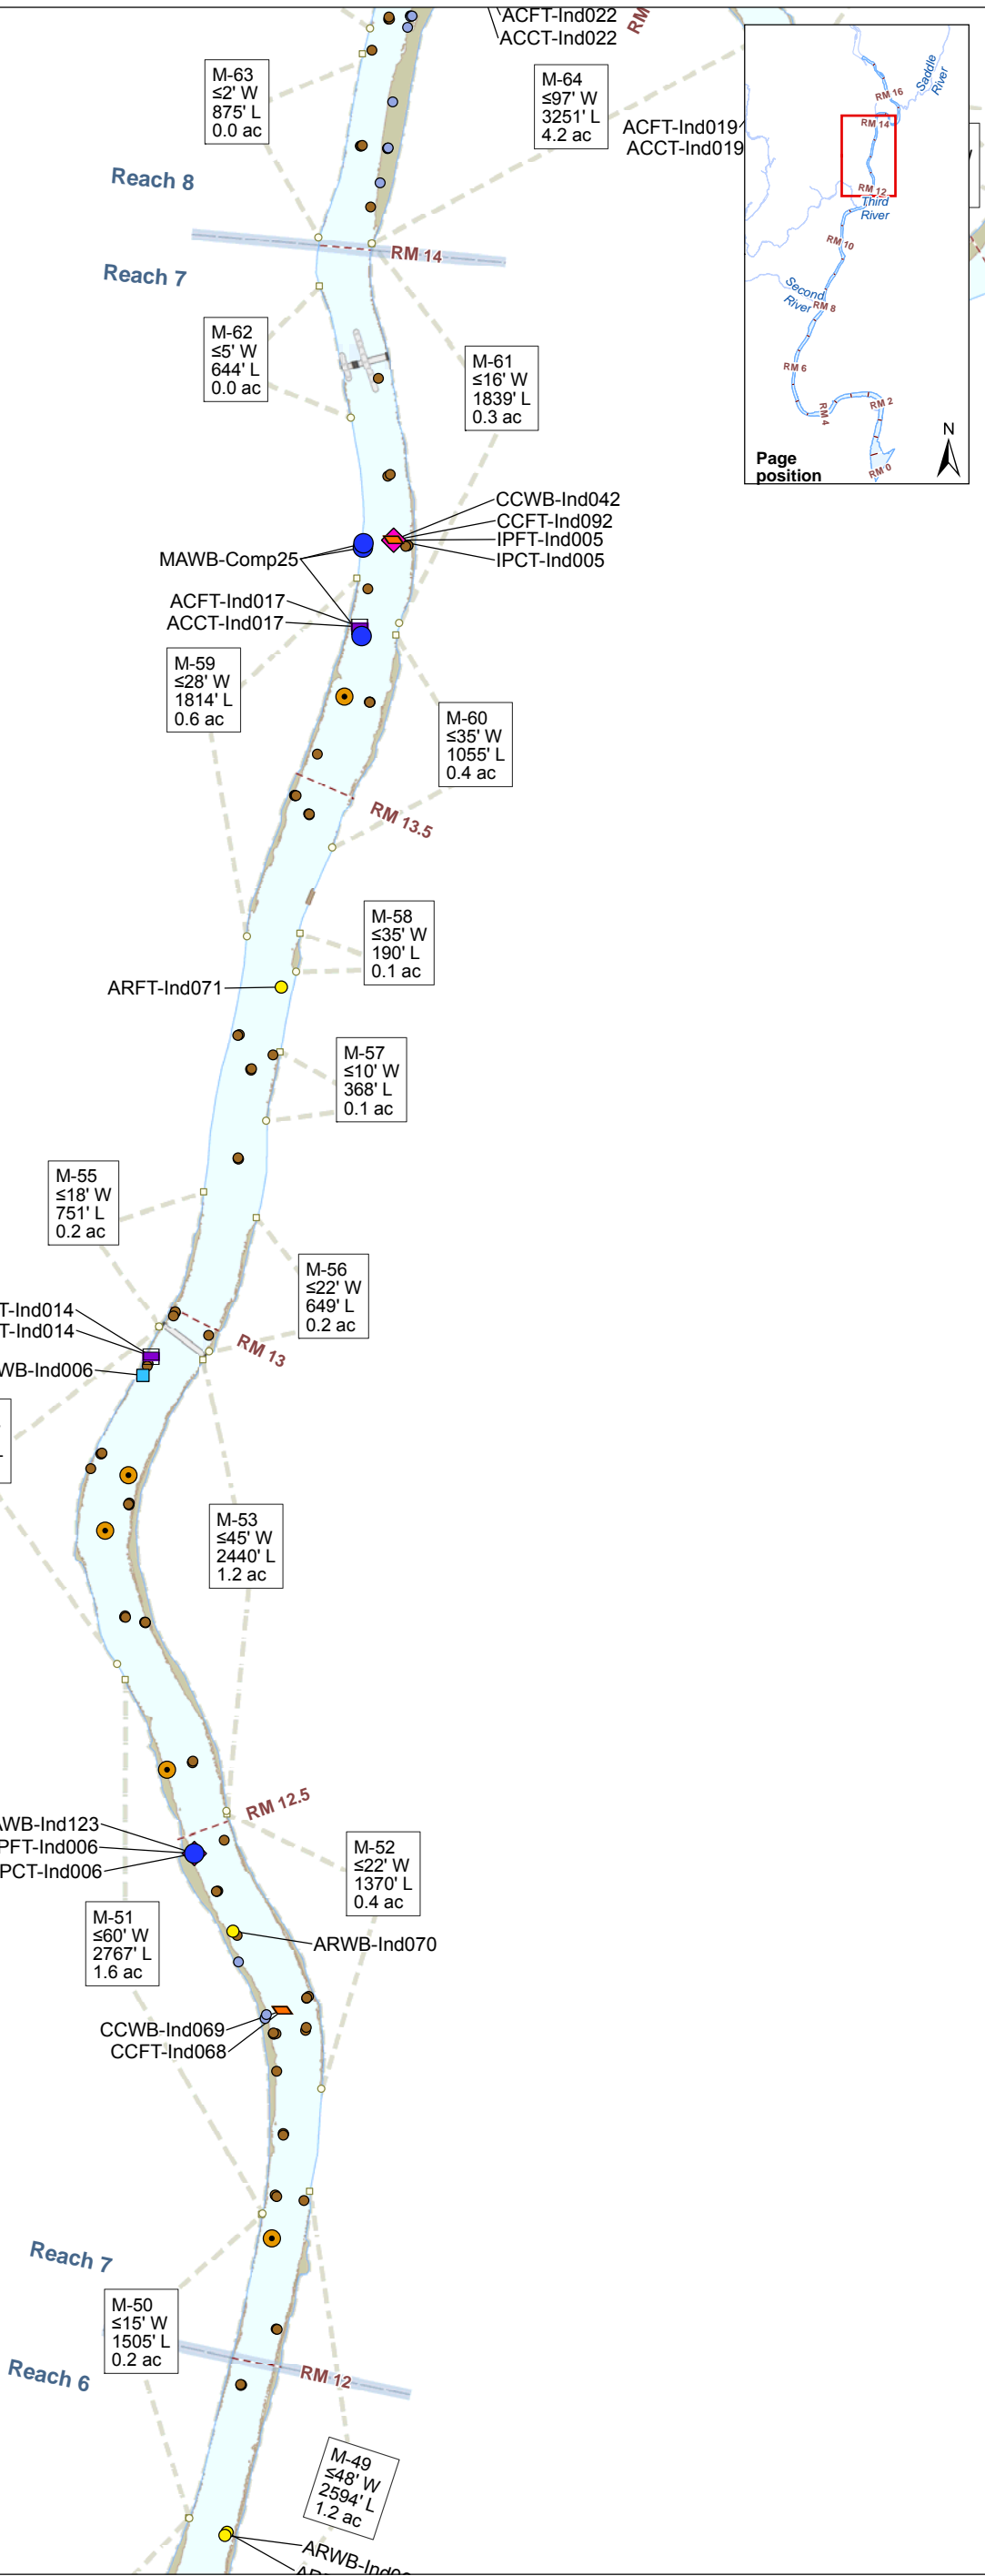 ACFT-Ind022
ACCT-Ind022
RM
M-63
≤2' W
875' L
0.0 ac
M-64
≤97' W
3251' L
4.2 ac
ACFT-Ind019
ACCT-Ind019
Saddle
River
RM 16
RM 14
RM 12
Third
River
RM 10
Second
River
RM 8
RM 6
RM 4
RM 2
RM 0
N
Page
position
Reach 8
RM 14
Reach 7
M-62
≤5' W
644' L
0.0 ac
M-61
≤16' W
1839' L
0.3 ac
CCWB-Ind042
CCFT-Ind092
IPFT-Ind005
IPCT-Ind005
MAWB-Comp25
ACFT-Ind017
ACCT-Ind017
M-59
≤28' W
1814' L
0.6 ac
M-60
≤35' W
1055' L
0.4 ac
RM 13.5
M-58
≤35' W
190' L
0.1 ac
ARFT-Ind071
M-57
≤10' W
368' L
0.1 ac
M-55
≤18' W
751' L
0.2 ac
M-56
≤22' W
649' L
0.2 ac
T-Ind014
T-Ind014
RM 13
WB-Ind006
M-53
≤45' W
2440' L
1.2 ac
RM 12.5
AWB-Ind123
PFT-Ind006
PCT-Ind006
M-52
≤22' W
1370' L
0.4 ac
M-51
≤60' W
2767' L
1.6 ac
ARWB-Ind070
CCWB-Ind069
CCFT-Ind068
Reach 7
M-50
≤15' W
1505' L
0.2 ac
Reach 6
RM 12
M-49
≤48' W
2594' L
1.2 ac